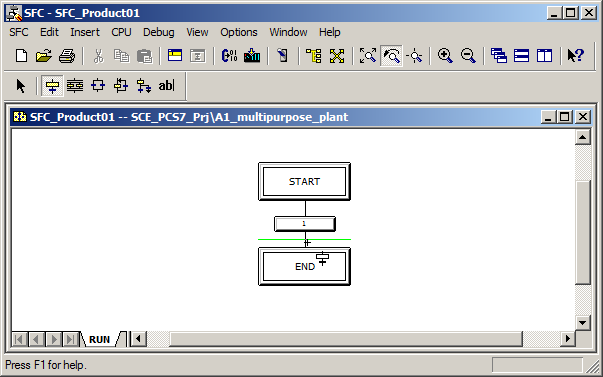 SFC - SFC_Product01
SFC Edit Insert CPU Debug View Options Window Help
abl
SFC_Product01 -- SCE_PCS7_Prj\A1_multipurpose_plant
START
1
END
RUN
Press F1 for help.